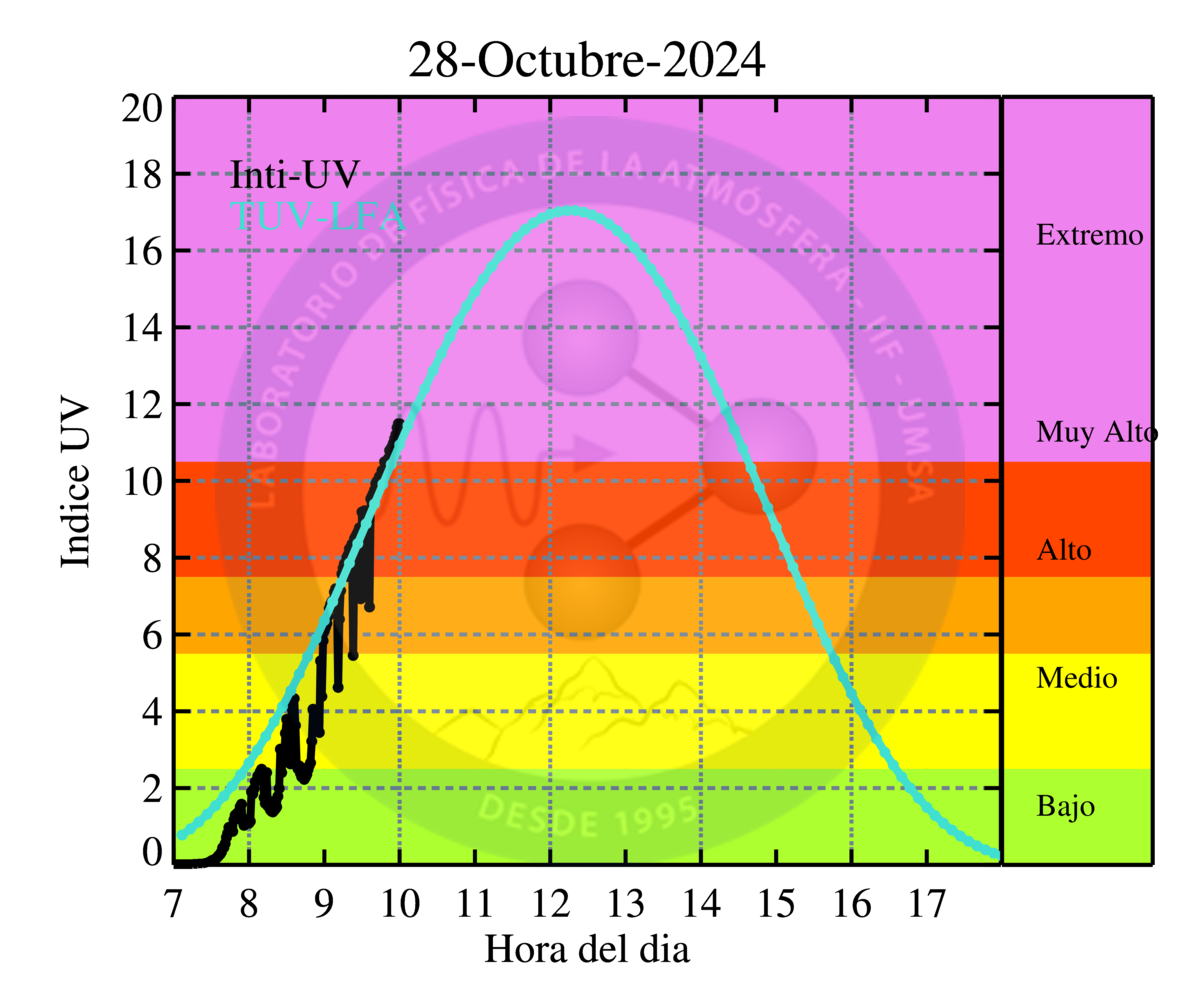 28-Octubre-2024
20
18
16
14
12
10
8
6
4
2
0
Indice UV
Inti-UV
TUV-LFA
LABORATORIO DE FÍSICA DE LA ATMÓSFERA - IIF - UMSA
DESDE 1995
Extremo
Muy Alto
Alto
Medio
Bajo
7 8 9 10 11 12 13 14 15 16 17
Hora del dia